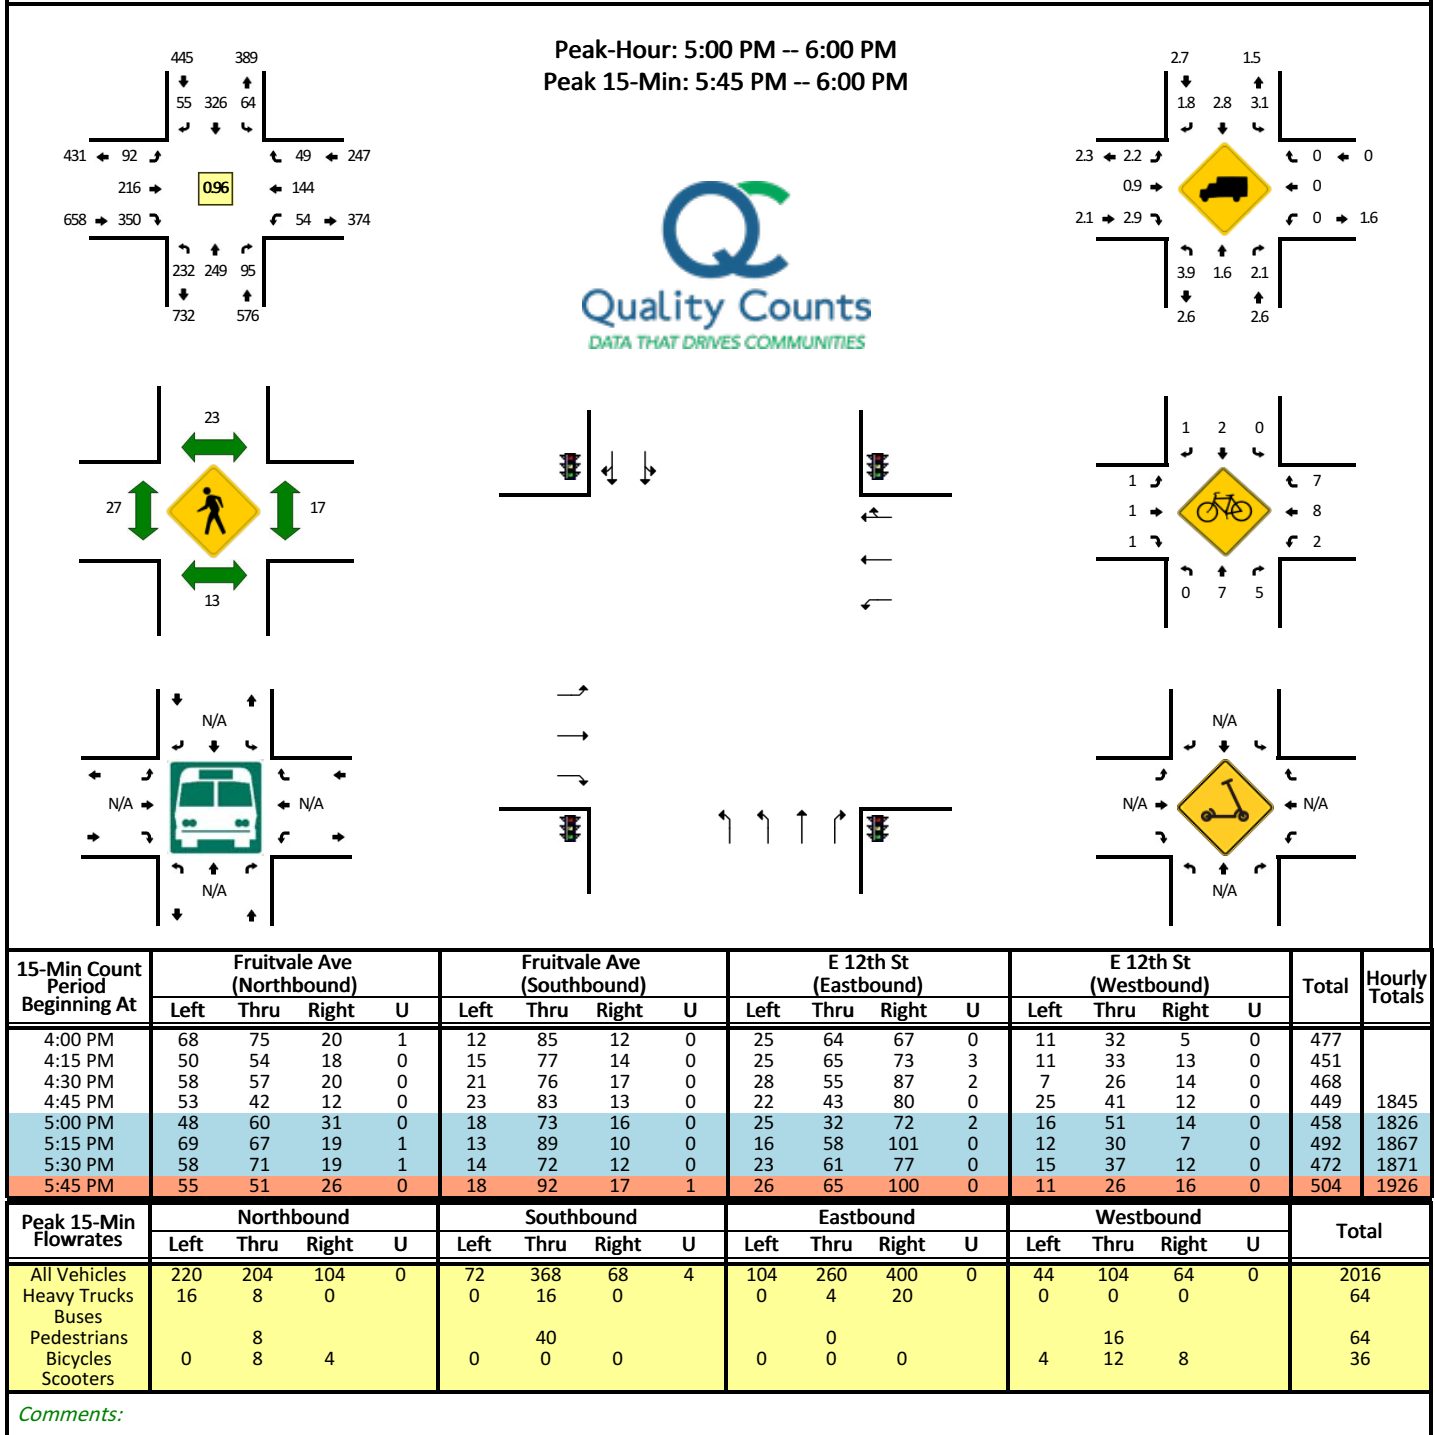 Peak-Hour: 5:00 PM -- 6:00 PM
Peak 15-Min: 5:45 PM -- 6:00 PM
445 389
55 326 64
431 92 49 247
216 0.96 144
658 350 54 374
232 249 95
732 576
Quality Counts
DATA THAT DRIVES COMMUNITIES
2.7 1.5
1.8 2.8 3.1
2.3 2.2 0 0
0.9 0
2.1 2.9 0 1.6
3.9 1.6 2.1
2.6 2.6
23
27 17
13
1 2 0
1 7
1 8
1 2
0 7 5
N/A
N/A N/A
N/A
N/A
N/A N/A
N/A
15-Min Count Period Beginning At Fruitvale Ave (Northbound) Fruitvale Ave (Southbound) E 12th St (Eastbound) E 12th St (Westbound) Total Hourly Totals
Left Thru Right U Left Thru Right U Left Thru Right U Left Thru Right U
4:00 PM 68 75 20 1 12 85 12 0 25 64 67 0 11 32 5 0 477
4:15 PM 50 54 18 0 15 77 14 0 25 65 73 3 11 33 13 0 451
4:30 PM 58 57 20 0 21 76 17 0 28 55 87 2 7 26 14 0 468
4:45 PM 53 42 12 0 23 83 13 0 22 43 80 0 25 41 12 0 449 1845
5:00 PM 48 60 31 0 18 73 16 0 25 32 72 2 16 51 14 0 458 1826
5:15 PM 69 67 19 1 13 89 10 0 16 58 101 0 12 30 7 0 492 1867
5:30 PM 58 71 19 1 14 72 12 0 23 61 77 0 15 37 12 0 472 1871
5:45 PM 55 51 26 0 18 92 17 1 26 65 100 0 11 26 16 0 504 1926
Peak 15-Min Flowrates Northbound Southbound Eastbound Westbound Total
Left Thru Right U Left Thru Right U Left Thru Right U Left Thru Right U
All Vehicles 220 204 104 0 72 368 68 4 104 260 400 0 44 104 64 0 2016
Heavy Trucks 16 8 0 0 16 0 0 4 20 0 0 0 64
Buses
Pedestrians 8 40 0 16 64
Bicycles 0 8 4 0 0 0 0 0 0 4 12 8 36
Scooters
Comments: